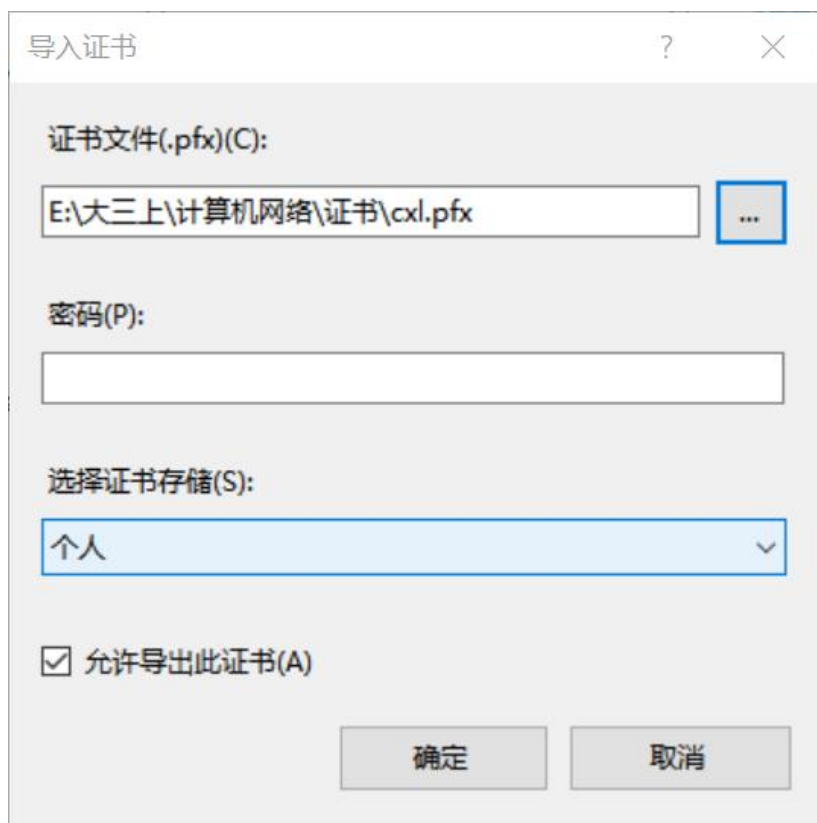 导入证书
证书文件(.pfx)(C):
E:\大三上\计算机网络\证书\cxl.pfx
...
密码(P):
选择证书存储(S):
个人
允许导出此证书(A)
确定 取消